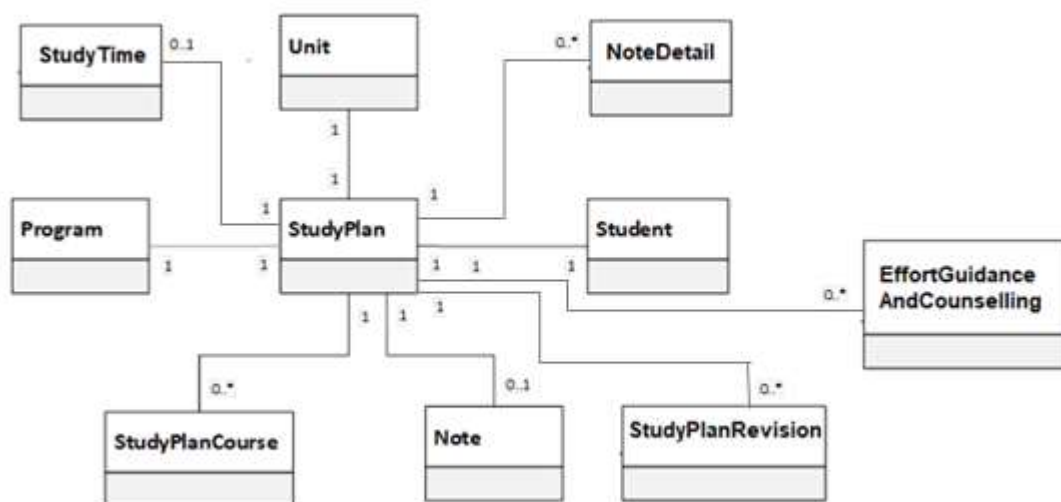 StudyTime
0..1
Unit
0..*
NoteDetail
1
1
1
1
Program
StudyPlan
Student
1
1
1
1
1
EffortGuidance
AndCounselling
0..*
1
1
1
0..*
0..1
0..*
StudyPlanCourse
Note
StudyPlanRevision